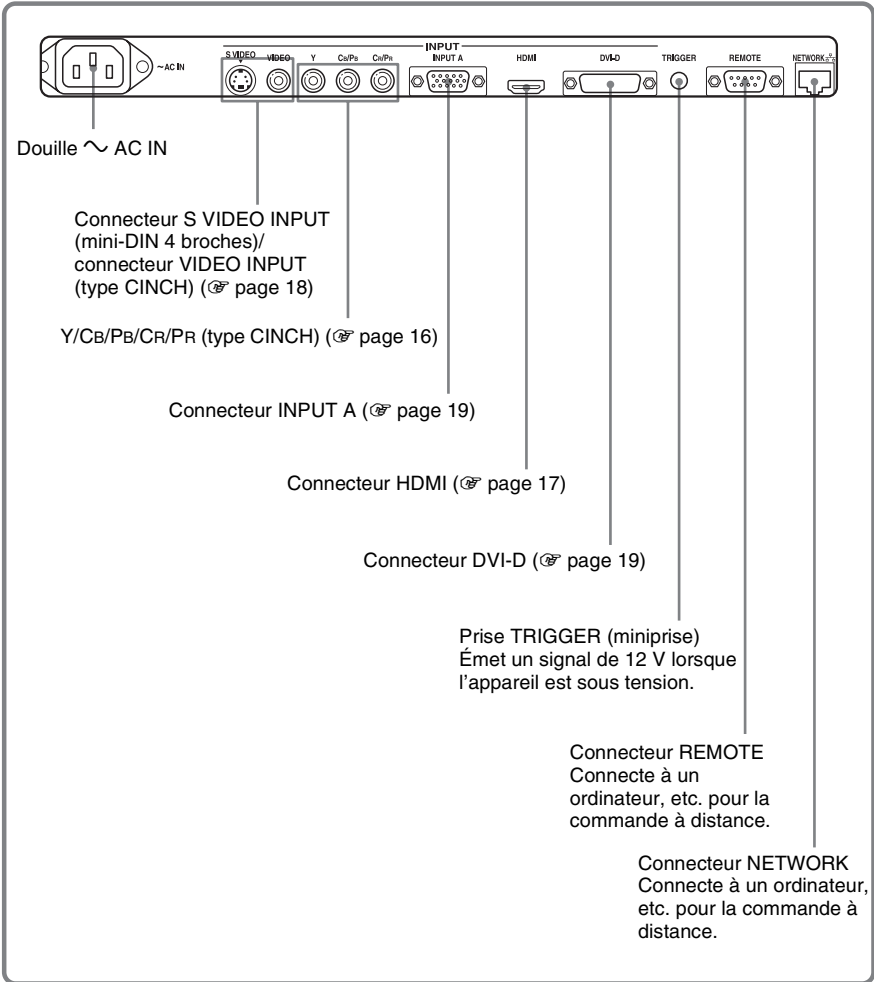 INPUT
~AC IN
S VIDEO
VIDEO
Y
CB/PB
CR/PR
INPUT A
HDMI
DVI-D
TRIGGER
REMOTE
NETWORK
Douille ~ AC IN
Connecteur S VIDEO INPUT
(mini-DIN 4 broches)/
connecteur VIDEO INPUT
(type CINCH) (☞ page 18)
Y/CB/PB/CR/PR (type CINCH) (☞ page 16)
Connecteur INPUT A (☞ page 19)
Connecteur HDMI (☞ page 17)
Connecteur DVI-D (☞ page 19)
Prise TRIGGER (miniprise)
Émet un signal de 12 V lorsque
l’appareil est sous tension.
Connecteur REMOTE
Connecte à un
ordinateur, etc. pour la
commande à distance.
Connecteur NETWORK
Connecte à un ordinateur,
etc. pour la commande à
distance.